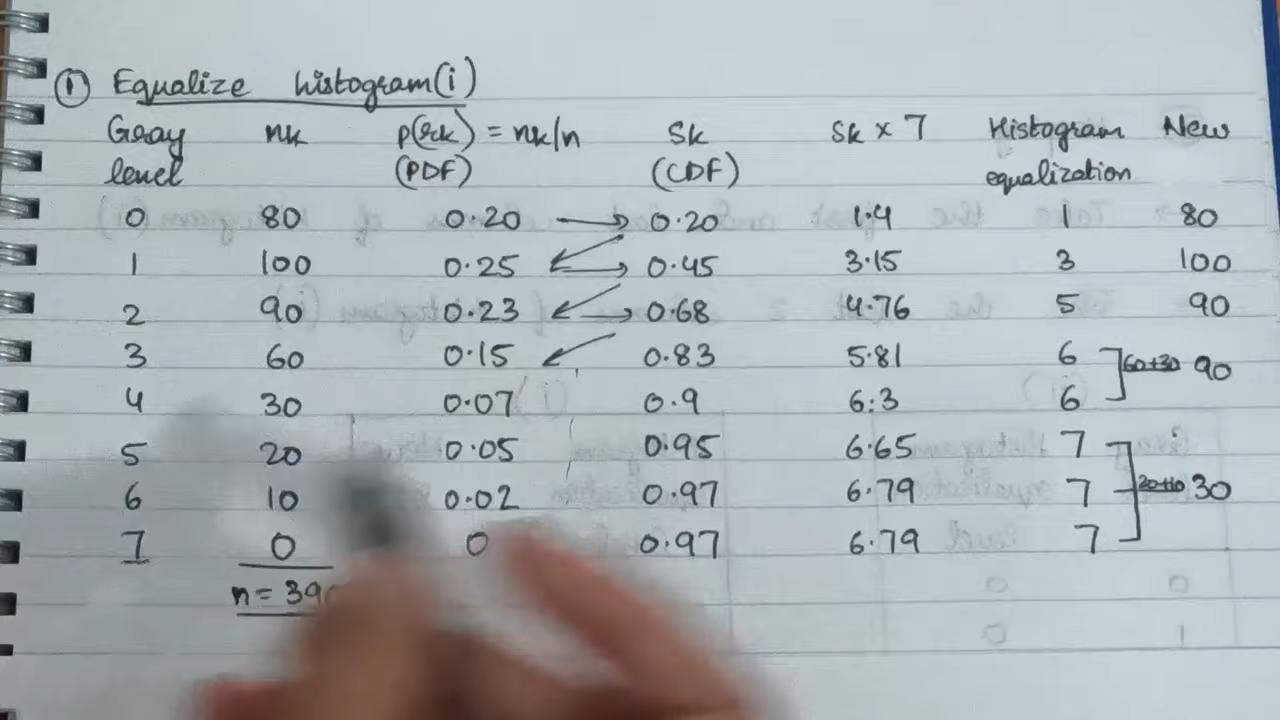 ① Equalize histogram(i)
Gray level nk p(rk) = nk/n (PDF) Sk (CDF) Sk × 7 Histogram equalization New
0 80 0.20 0.20 1.4 1 80
1 100 0.25 0.45 3.15 3 100
2 90 0.23 0.68 4.76 5 90
3 60 0.15 0.83 5.81 6 60+30 90
4 30 0.07 0.9 6.3 6
5 20 0.05 0.95 6.65 7
6 10 0.02 0.97 6.79 7 20+10 30
7 0 0 0.97 6.79 7
n = 390